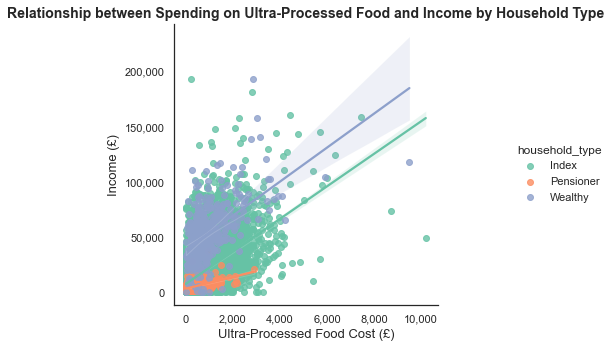 Relationship between Spending on Ultra-Processed Food and Income by Household Type
200,000
150,000
100,000
50,000
0
Income (£)
0 2,000 4,000 6,000 8,000 10,000
Ultra-Processed Food Cost (£)
household_type
Index
Pensioner
Wealthy